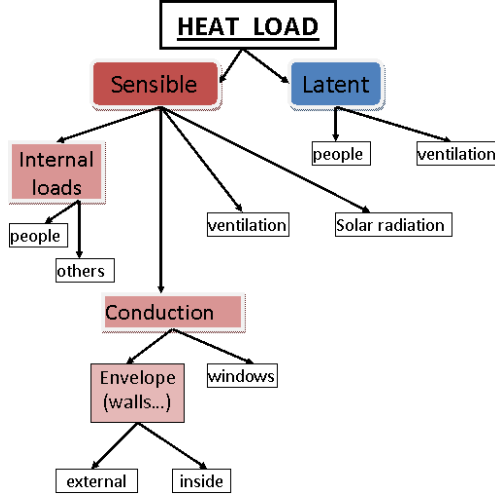 HEAT LOAD
Sensible
Latent
people
ventilation
Internal
loads
people
others
ventilation
Solar radiation
Conduction
Envelope
(walls...)
windows
external
inside